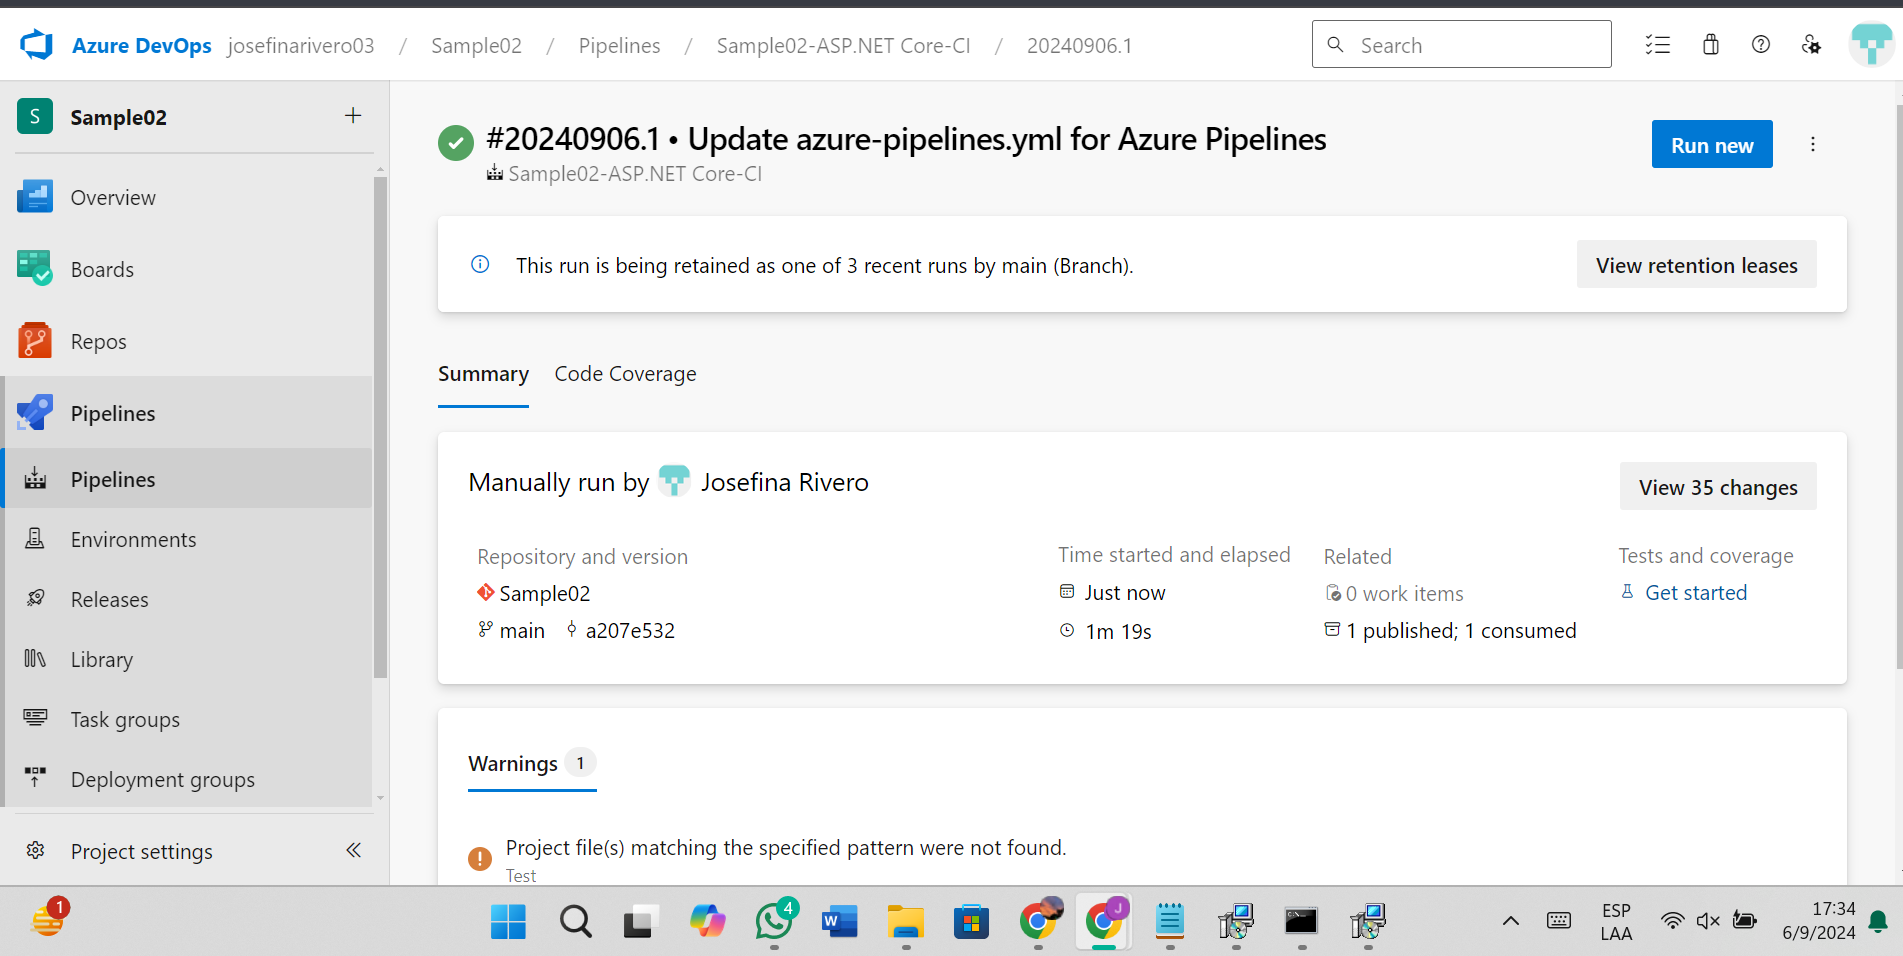 Azure DevOps josefinarivero03 / Sample02 / Pipelines / Sample02-ASP.NET Core-CI / 20240906.1
Search
S Sample02 +
Overview
Boards
Repos
Pipelines
Pipelines
Environments
Releases
Library
Task groups
Deployment groups
Project settings
#20240906.1 • Update azure-pipelines.yml for Azure Pipelines
Sample02-ASP.NET Core-CI
Run new
This run is being retained as one of 3 recent runs by main (Branch).
View retention leases
Summary Code Coverage
Manually run by Josefina Rivero
View 35 changes
Repository and version
Sample02
main a207e532
Time started and elapsed
Just now
1m 19s
Related
0 work items
1 published; 1 consumed
Tests and coverage
Get started
Warnings 1
Project file(s) matching the specified pattern were not found.
Test
1
4
W
J
ESP
LAA
17:34
6/9/2024